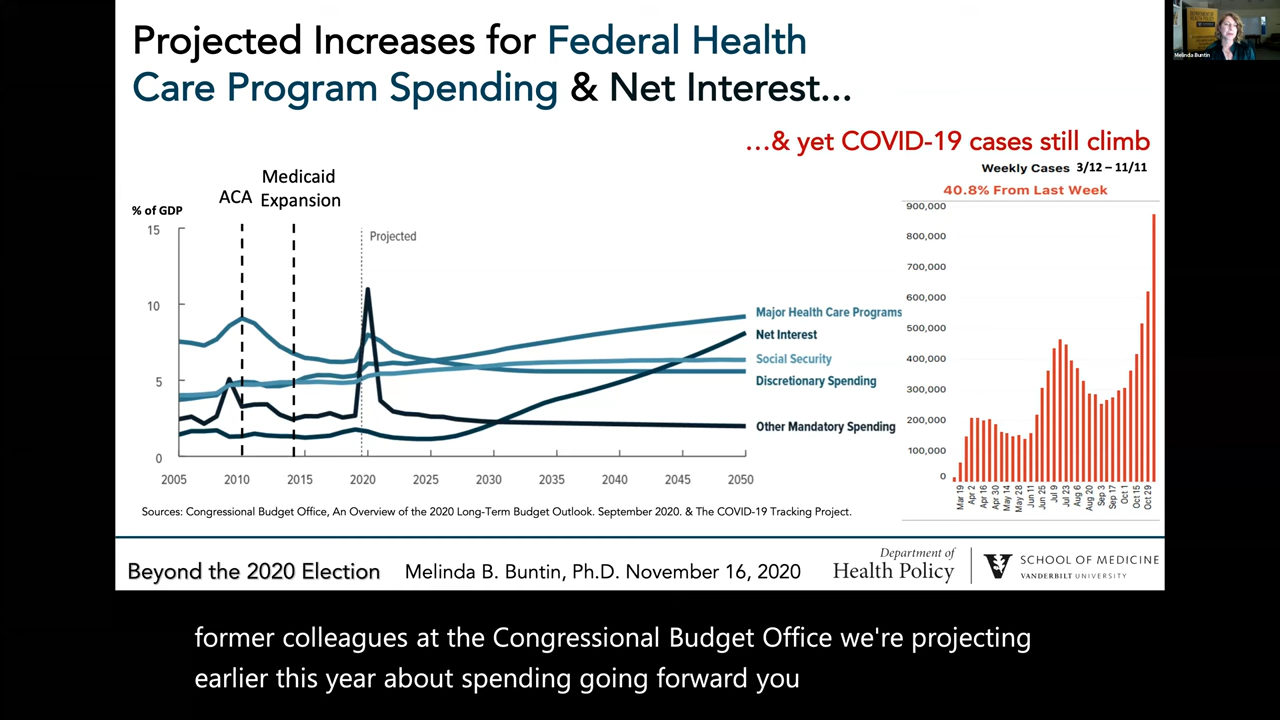 Projected Increases for Federal Health
Care Program Spending & Net Interest...
...& yet COVID-19 cases still climb
Melinda Buntin
Weekly Cases 3/12 – 11/11
40.8% From Last Week
ACA
Medicaid
Expansion
% of GDP
Projected
15
10
5
0
2005 2010 2015 2020 2025 2030 2035 2040 2045 2050
Major Health Care Programs
Net Interest
Social Security
Discretionary Spending
Other Mandatory Spending
900,000
800,000
700,000
600,000
500,000
400,000
300,000
200,000
100,000
0
Mar 19 Apr 2 Apr 16 Apr 30 May 14 May 28 Jun 11 Jun 25 Jul 9 Jul 23 Aug 6 Aug 20 Sep 3 Sep 17 Oct 1 Oct 15 Oct 29
Sources: Congressional Budget Office, An Overview of the 2020 Long-Term Budget Outlook. September 2020. & The COVID-19 Tracking Project.
Beyond the 2020 Election Melinda B. Buntin, Ph.D. November 16, 2020
Department of
Health Policy
SCHOOL OF MEDICINE
VANDERBILT UNIVERSITY
former colleagues at the Congressional Budget Office we're projecting
earlier this year about spending going forward you